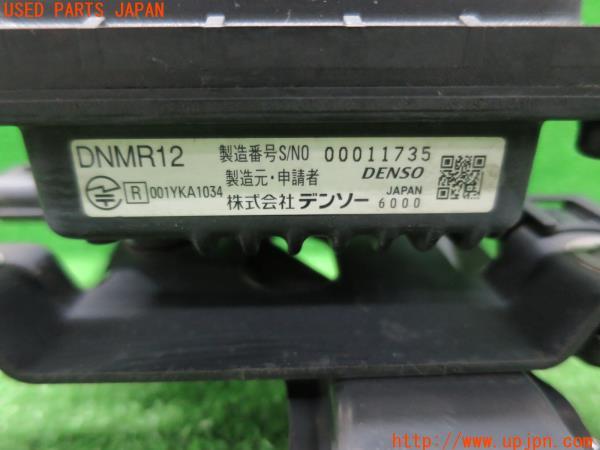 USED PARTS JAPAN
DNMR12
製造番号S/NO 00011735
製造元・申請者 DENSO
R 001YKA1034
株式会社 デンソー
JAPAN
6000
http://www.upjpn.com/